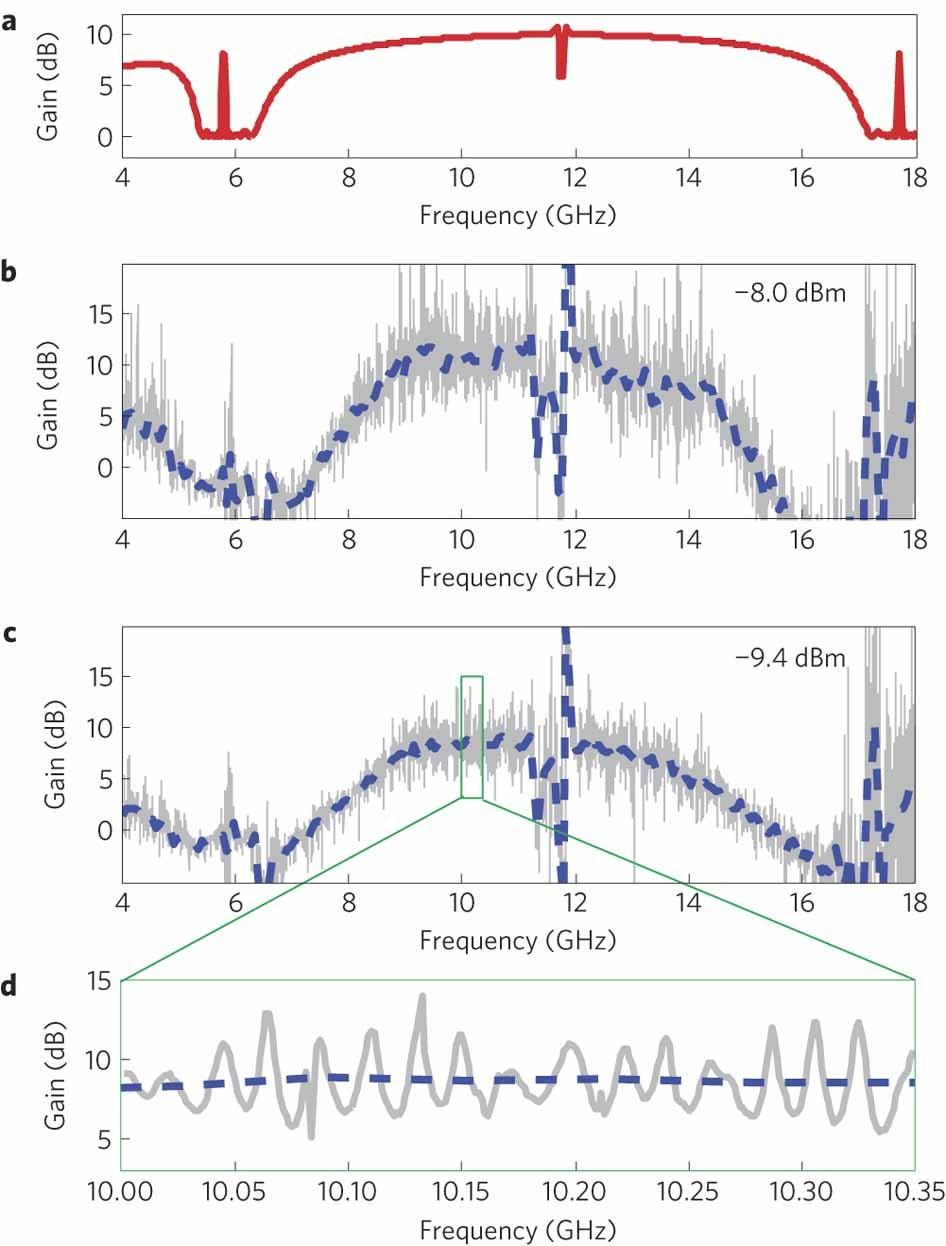 a
Gain (dB)
10
5
0
4 6 8 10 12 14 16 18
Frequency (GHz)
b
−8.0 dBm
Gain (dB)
15
10
5
0
4 6 8 10 12 14 16 18
Frequency (GHz)
c
−9.4 dBm
Gain (dB)
15
10
5
0
4 6 8 10 12 14 16 18
Frequency (GHz)
d
Gain (dB)
15
10
5
10.00 10.05 10.10 10.15 10.20 10.25 10.30 10.35
Frequency (GHz)